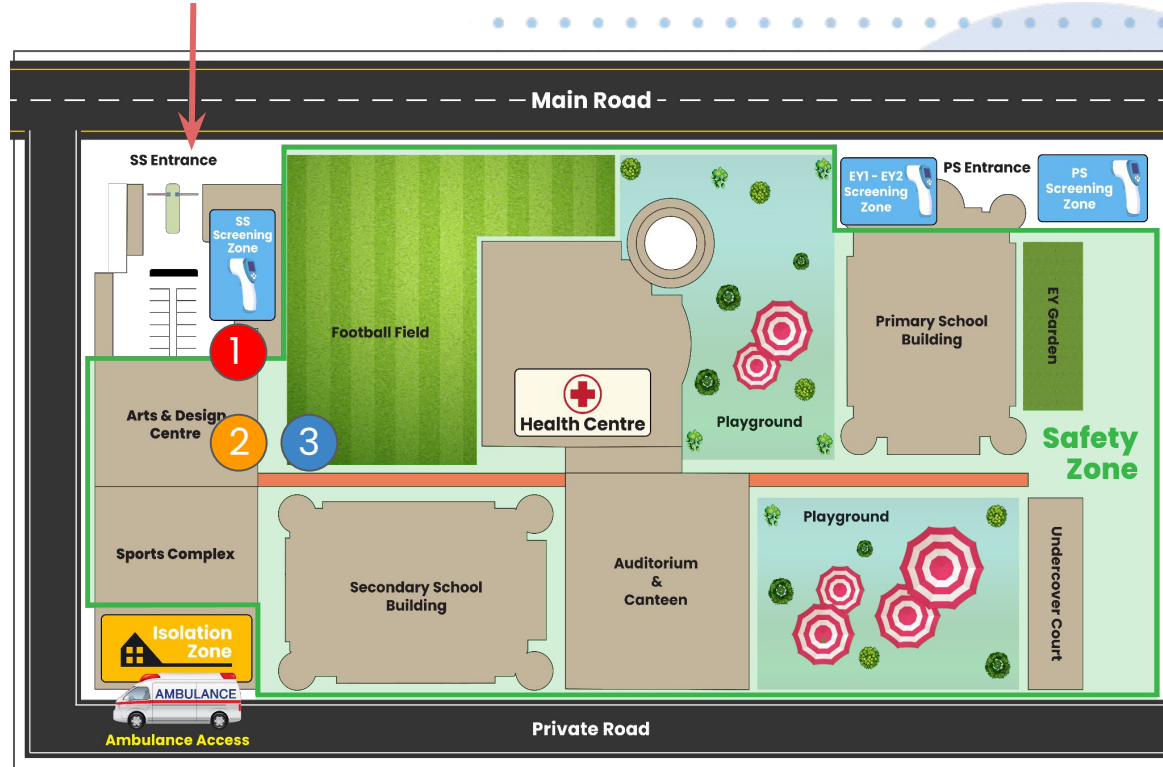 Main Road
SS Entrance
SS
Screening
Zone
EY1 - EY2
Screening
Zone
PS Entrance
PS
Screening
Zone
Football Field
1
Primary School
Building
EY Garden
Health Centre
Playground
Arts & Design
Centre
2
3
Safety
Zone
Playground
Sports Complex
Secondary School
Building
Auditorium
&
Canteen
Undercover Court
Isolation
Zone
AMBULANCE
Ambulance Access
Private Road